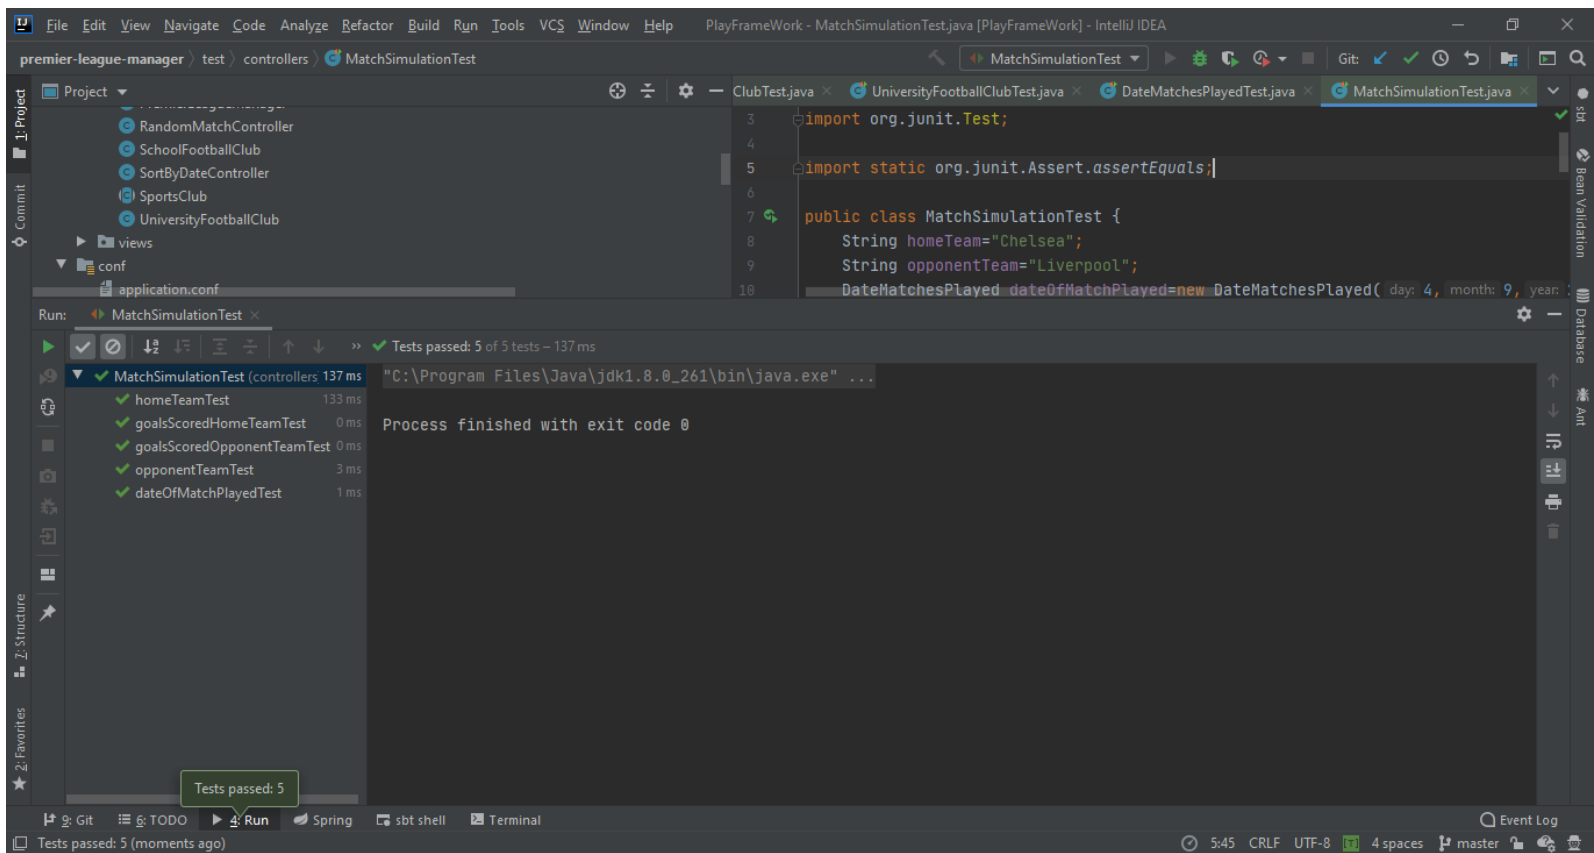 File Edit View Navigate Code Analyze Refactor Build Run Tools VCS Window Help PlayFrameWork - MatchSimulationTest.java [PlayFrameWork] - IntelliJ IDEA
premier-league-manager test controllers MatchSimulationTest MatchSimulationTest Git:
1: Project
Commit
7: Structure
2: Favorites
Project
RandomMatchController
SchoolFootballClub
SortByDateController
SportsClub
UniversityFootballClub
views
conf
application.conf
ClubTest.java UniversityFootballClubTest.java DateMatchesPlayedTest.java MatchSimulationTest.java
3 import org.junit.Test;
4
5 import static org.junit.Assert.assertEquals;
6
7 public class MatchSimulationTest {
8 String homeTeam="Chelsea";
9 String opponentTeam="Liverpool";
10 DateMatchesPlayed dateOfMatchPlayed=new DateMatchesPlayed( day: 4, month: 9, year:
sbt
Bean Validation
Database
Ant
Run: MatchSimulationTest
» Tests passed: 5 of 5 tests – 137 ms
MatchSimulationTest (controllers 137 ms
homeTeamTest 133 ms
goalsScoredHomeTeamTest 0 ms
goalsScoredOpponentTeamTest 0 ms
opponentTeamTest 3 ms
dateOfMatchPlayedTest 1 ms
"C:\Program Files\Java\jdk1.8.0_261\bin\java.exe" ...
Process finished with exit code 0
Tests passed: 5
9: Git 6: TODO 4: Run Spring sbt shell Terminal Event Log
Tests passed: 5 (moments ago) 5:45 CRLF UTF-8 [T] 4 spaces master